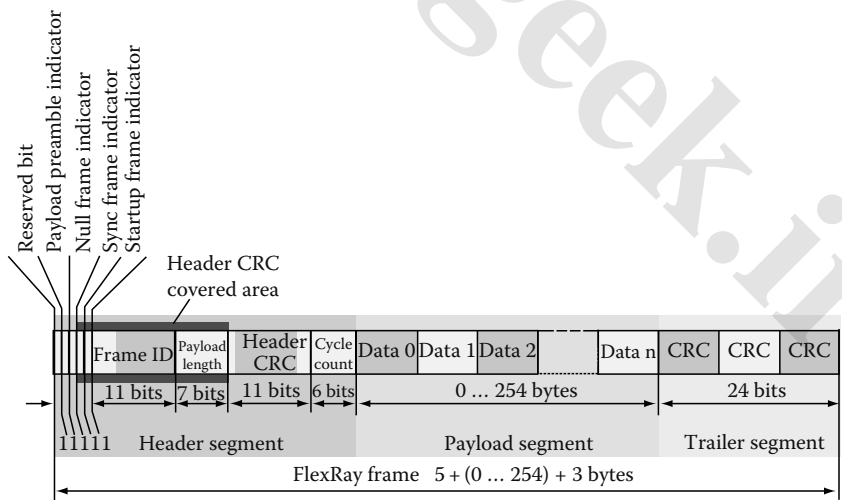 Reserved bit
Payload preamble indicator
Null frame indicator
Sync frame indicator
Startup frame indicator
Header CRC
covered area
Frame ID
Payload
length
Header
CRC
Cycle
count
Data 0
Data 1
Data 2
Data n
CRC
CRC
CRC
11 bits
7 bits
11 bits
6 bits
0 … 254 bytes
24 bits
11111
Header segment
Payload segment
Trailer segment
FlexRay frame 5 + (0 … 254) + 3 bytes
geek.i